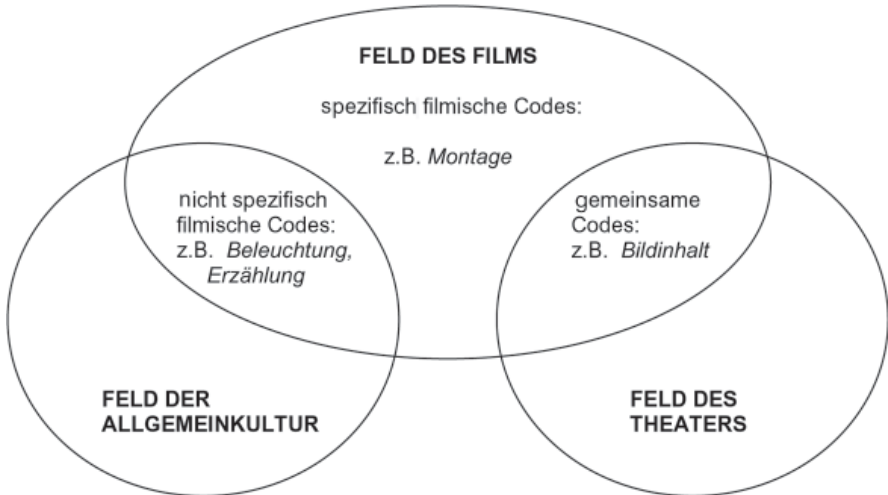 FELD DES FILMS
spezifisch filmische Codes:
z.B. Montage
nicht spezifisch
filmische Codes:
z.B. Beleuchtung,
Erzählung
gemeinsame
Codes:
z.B. Bildinhalt
FELD DER
ALLGEMEINKULTUR
FELD DES
THEATERS